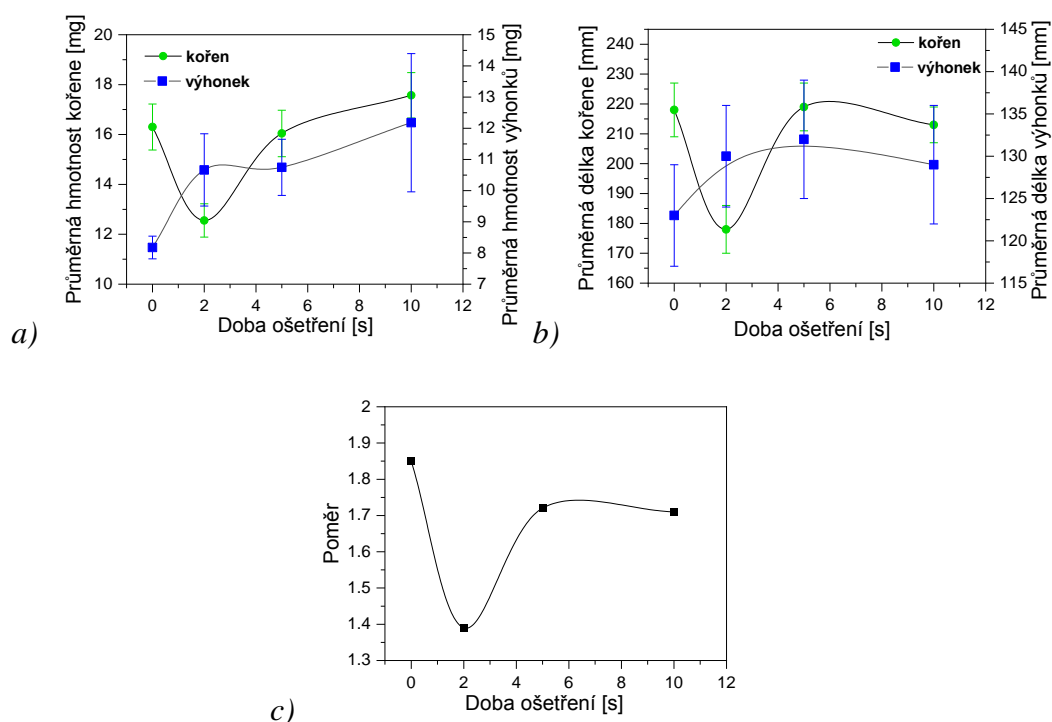 20
18
16
14
12
10
Průměrná hmotnost kořene [mg]
kořen
výhonek
15
14
13
12
11
10
9
8
7
Průměrná hmotnost výhonků [mg]
0 2 4 6 8 10 12
Doba ošetření [s]
a)
240
230
220
210
200
190
180
170
160
Průměrná délka kořene [mm]
kořen
výhonek
145
140
135
130
125
120
115
Průměrná délka výhonků [mm]
0 2 4 6 8 10 12
Doba ošetření [s]
b)
2
1.9
1.8
1.7
1.6
1.5
1.4
1.3
Poměr
0 2 4 6 8 10 12
Doba ošetření [s]
c)